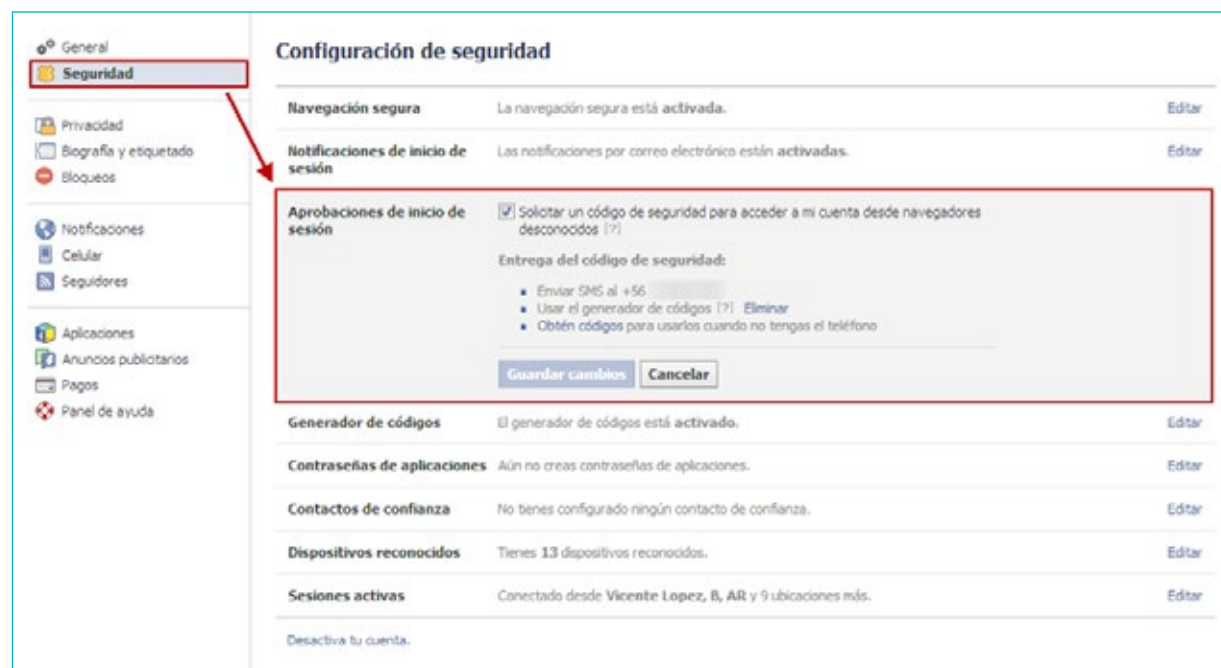 General
Seguridad
Privacidad
Biografía y etiquetado
Bloqueos
Notificaciones
Celular
Seguidores
Aplicaciones
Anuncios publicitarios
Pagos
Panel de ayuda
Configuración de seguridad
Navegación segura La navegación segura está activada. Editar
Notificaciones de inicio de Las notificaciones por correo electrónico están activadas. Editar
sesión
Aprobaciones de inicio de Solicitar un código de seguridad para acceder a mi cuenta desde navegadores
sesión desconocidos [?]
Entrega del código de seguridad:
Enviar SMS al +56
Usar el generador de códigos [?] Eliminar
Obtén códigos para usarlos cuando no tengas el teléfono
Guardar cambios Cancelar
Generador de códigos El generador de códigos está activado. Editar
Contraseñas de aplicaciones Aún no creas contraseñas de aplicaciones. Editar
Contactos de confianza No tienes configurado ningún contacto de confianza. Editar
Dispositivos reconocidos Tienes 13 dispositivos reconocidos. Editar
Sesiones activas Conectado desde Vicente Lopez, B, AR y 9 ubicaciones más. Editar
Desactiva tu cuenta.